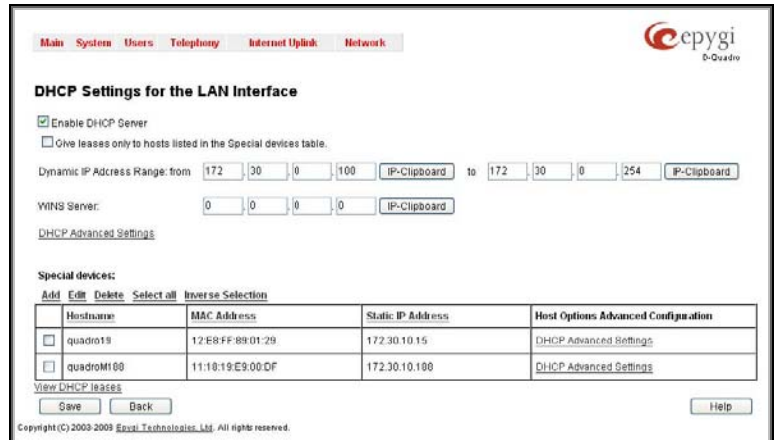 Main System Users Telephony Internet Uplink Network
epygi
D-Quadro
DHCP Settings for the LAN Interface
Enable DHCP Server
Give leases only to hosts listed in the Special devices table.
Dynamic IP Address Range: from 172 . 30 . 0 . 100 IP-Clipboard to 172 . 30 . 0 . 254 IP-Clipboard
WINS Server: 0 . 0 . 0 . 0 IP-Clipboard
DHCP Advanced Settings
Special devices:
Add Edit Delete Select all Inverse Selection
Hostname MAC Address Static IP Address Host Options Advanced Configuration
quadro19 12:E8:FF:89:01:29 172.30.10.15 DHCP Advanced Settings
quadroM188 11:18:19:E9:00:DF 172.30.10.188 DHCP Advanced Settings
View DHCP leases
Save Back Help
Copyright (C) 2003-2009 Epygi Technologies, Ltd. All rights reserved.